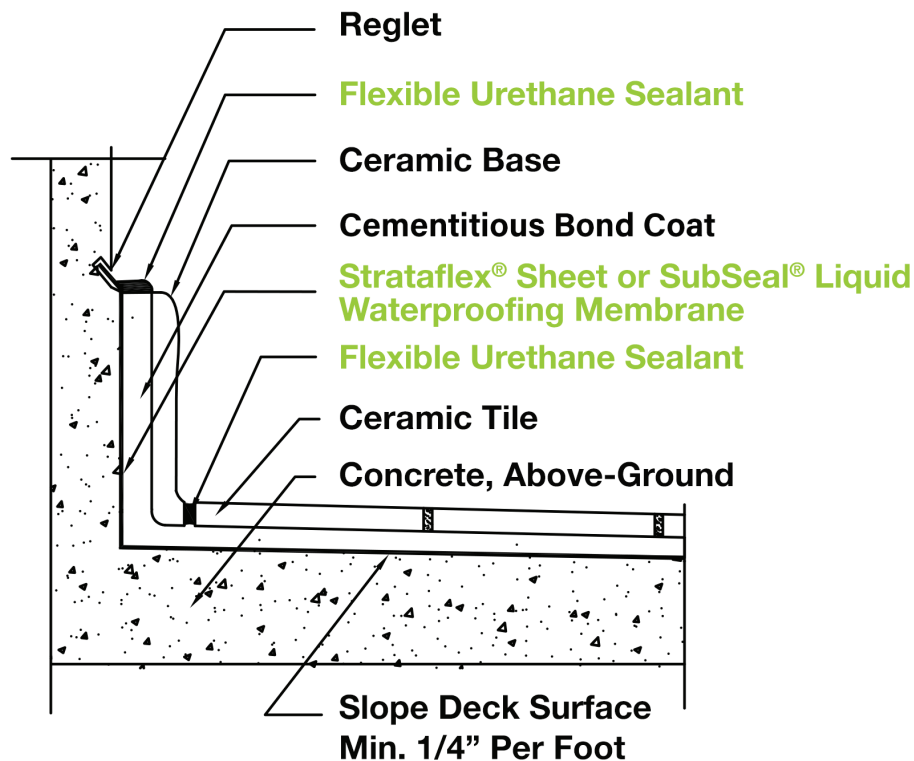 Reglet
Flexible Urethane Sealant
Ceramic Base
Cementitious Bond Coat
Strataflex® Sheet or SubSeal® Liquid
Waterproofing Membrane
Flexible Urethane Sealant
Ceramic Tile
Concrete, Above-Ground
Slope Deck Surface
Min. 1/4” Per Foot